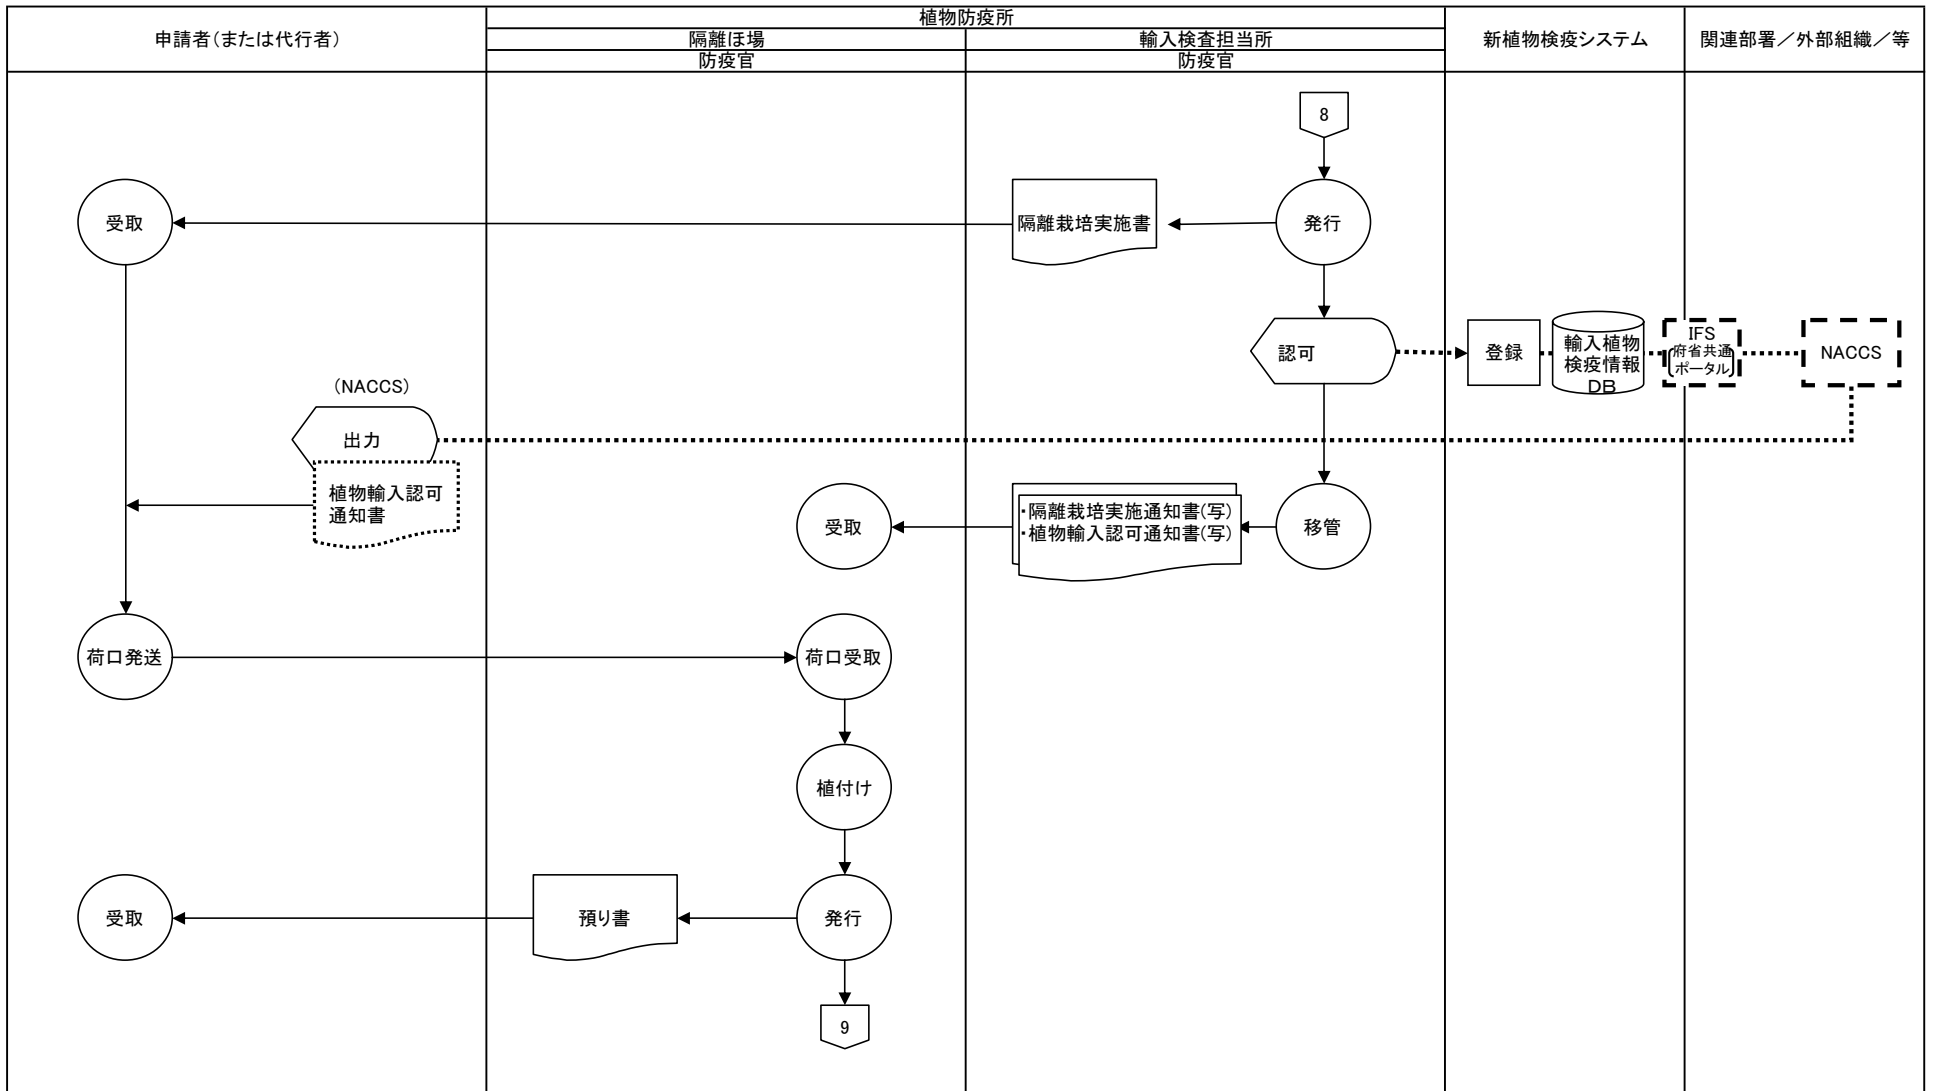 植物防疫所
申請者(または代行者)
隔離ほ場
輸入検査担当所
新植物検疫システム
関連部署/外部組織/等
防疫官
防疫官
8
受取
隔離栽培実施書
発行
認可
登録
輸入植物
検疫情報
DB
IFS
府省共通
ポータル
NACCS
(NACCS)
出力
植物輸入認可
通知書
受取
・隔離栽培実施通知書(写)
・植物輸入認可通知書(写)
移管
荷口発送
荷口受取
植付け
受取
預り書
発行
9